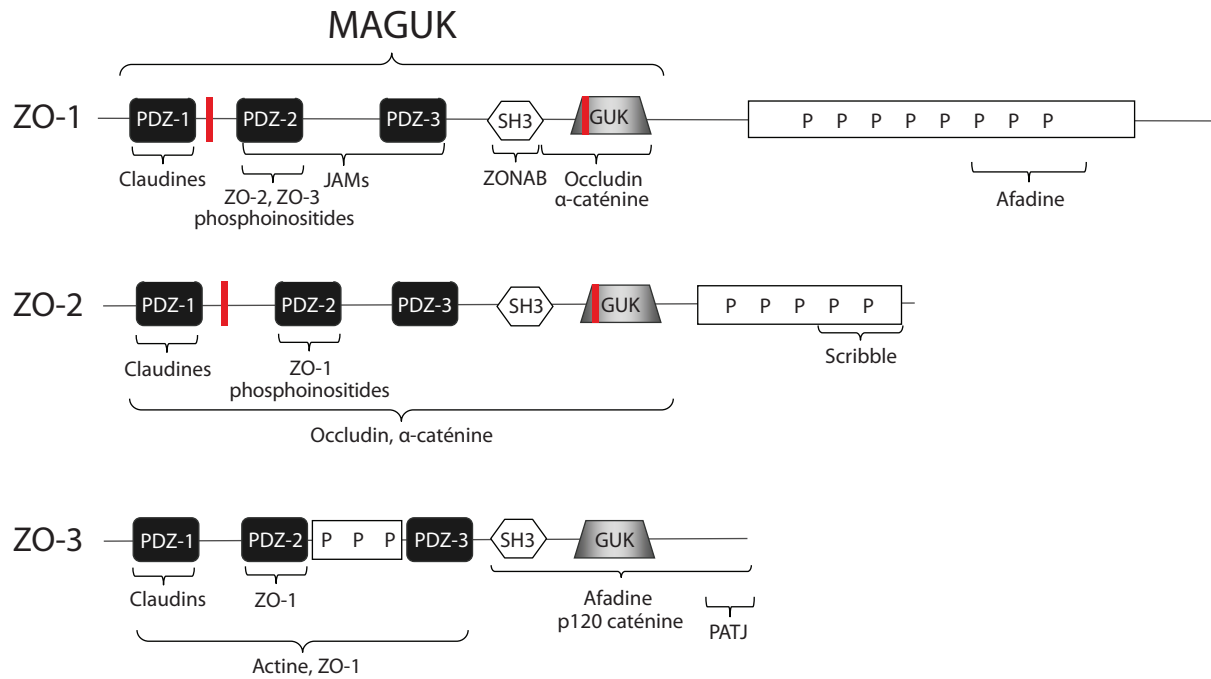 MAGUK
ZO-1
PDZ-1
PDZ-2
PDZ-3
SH3
GUK
P P P P P P P P
Claudines
JAMs
ZONAB
Occludin
α-caténine
Afadine
ZO-2, ZO-3
phosphoinositides
ZO-2
PDZ-1
PDZ-2
PDZ-3
SH3
GUK
P P P P P
Claudines
ZO-1
phosphoinositides
Scribble
Occludin, α-caténine
ZO-3
PDZ-1
PDZ-2
P P P
PDZ-3
SH3
GUK
Claudins
ZO-1
Afadine
p120 caténine
PATJ
Actine, ZO-1